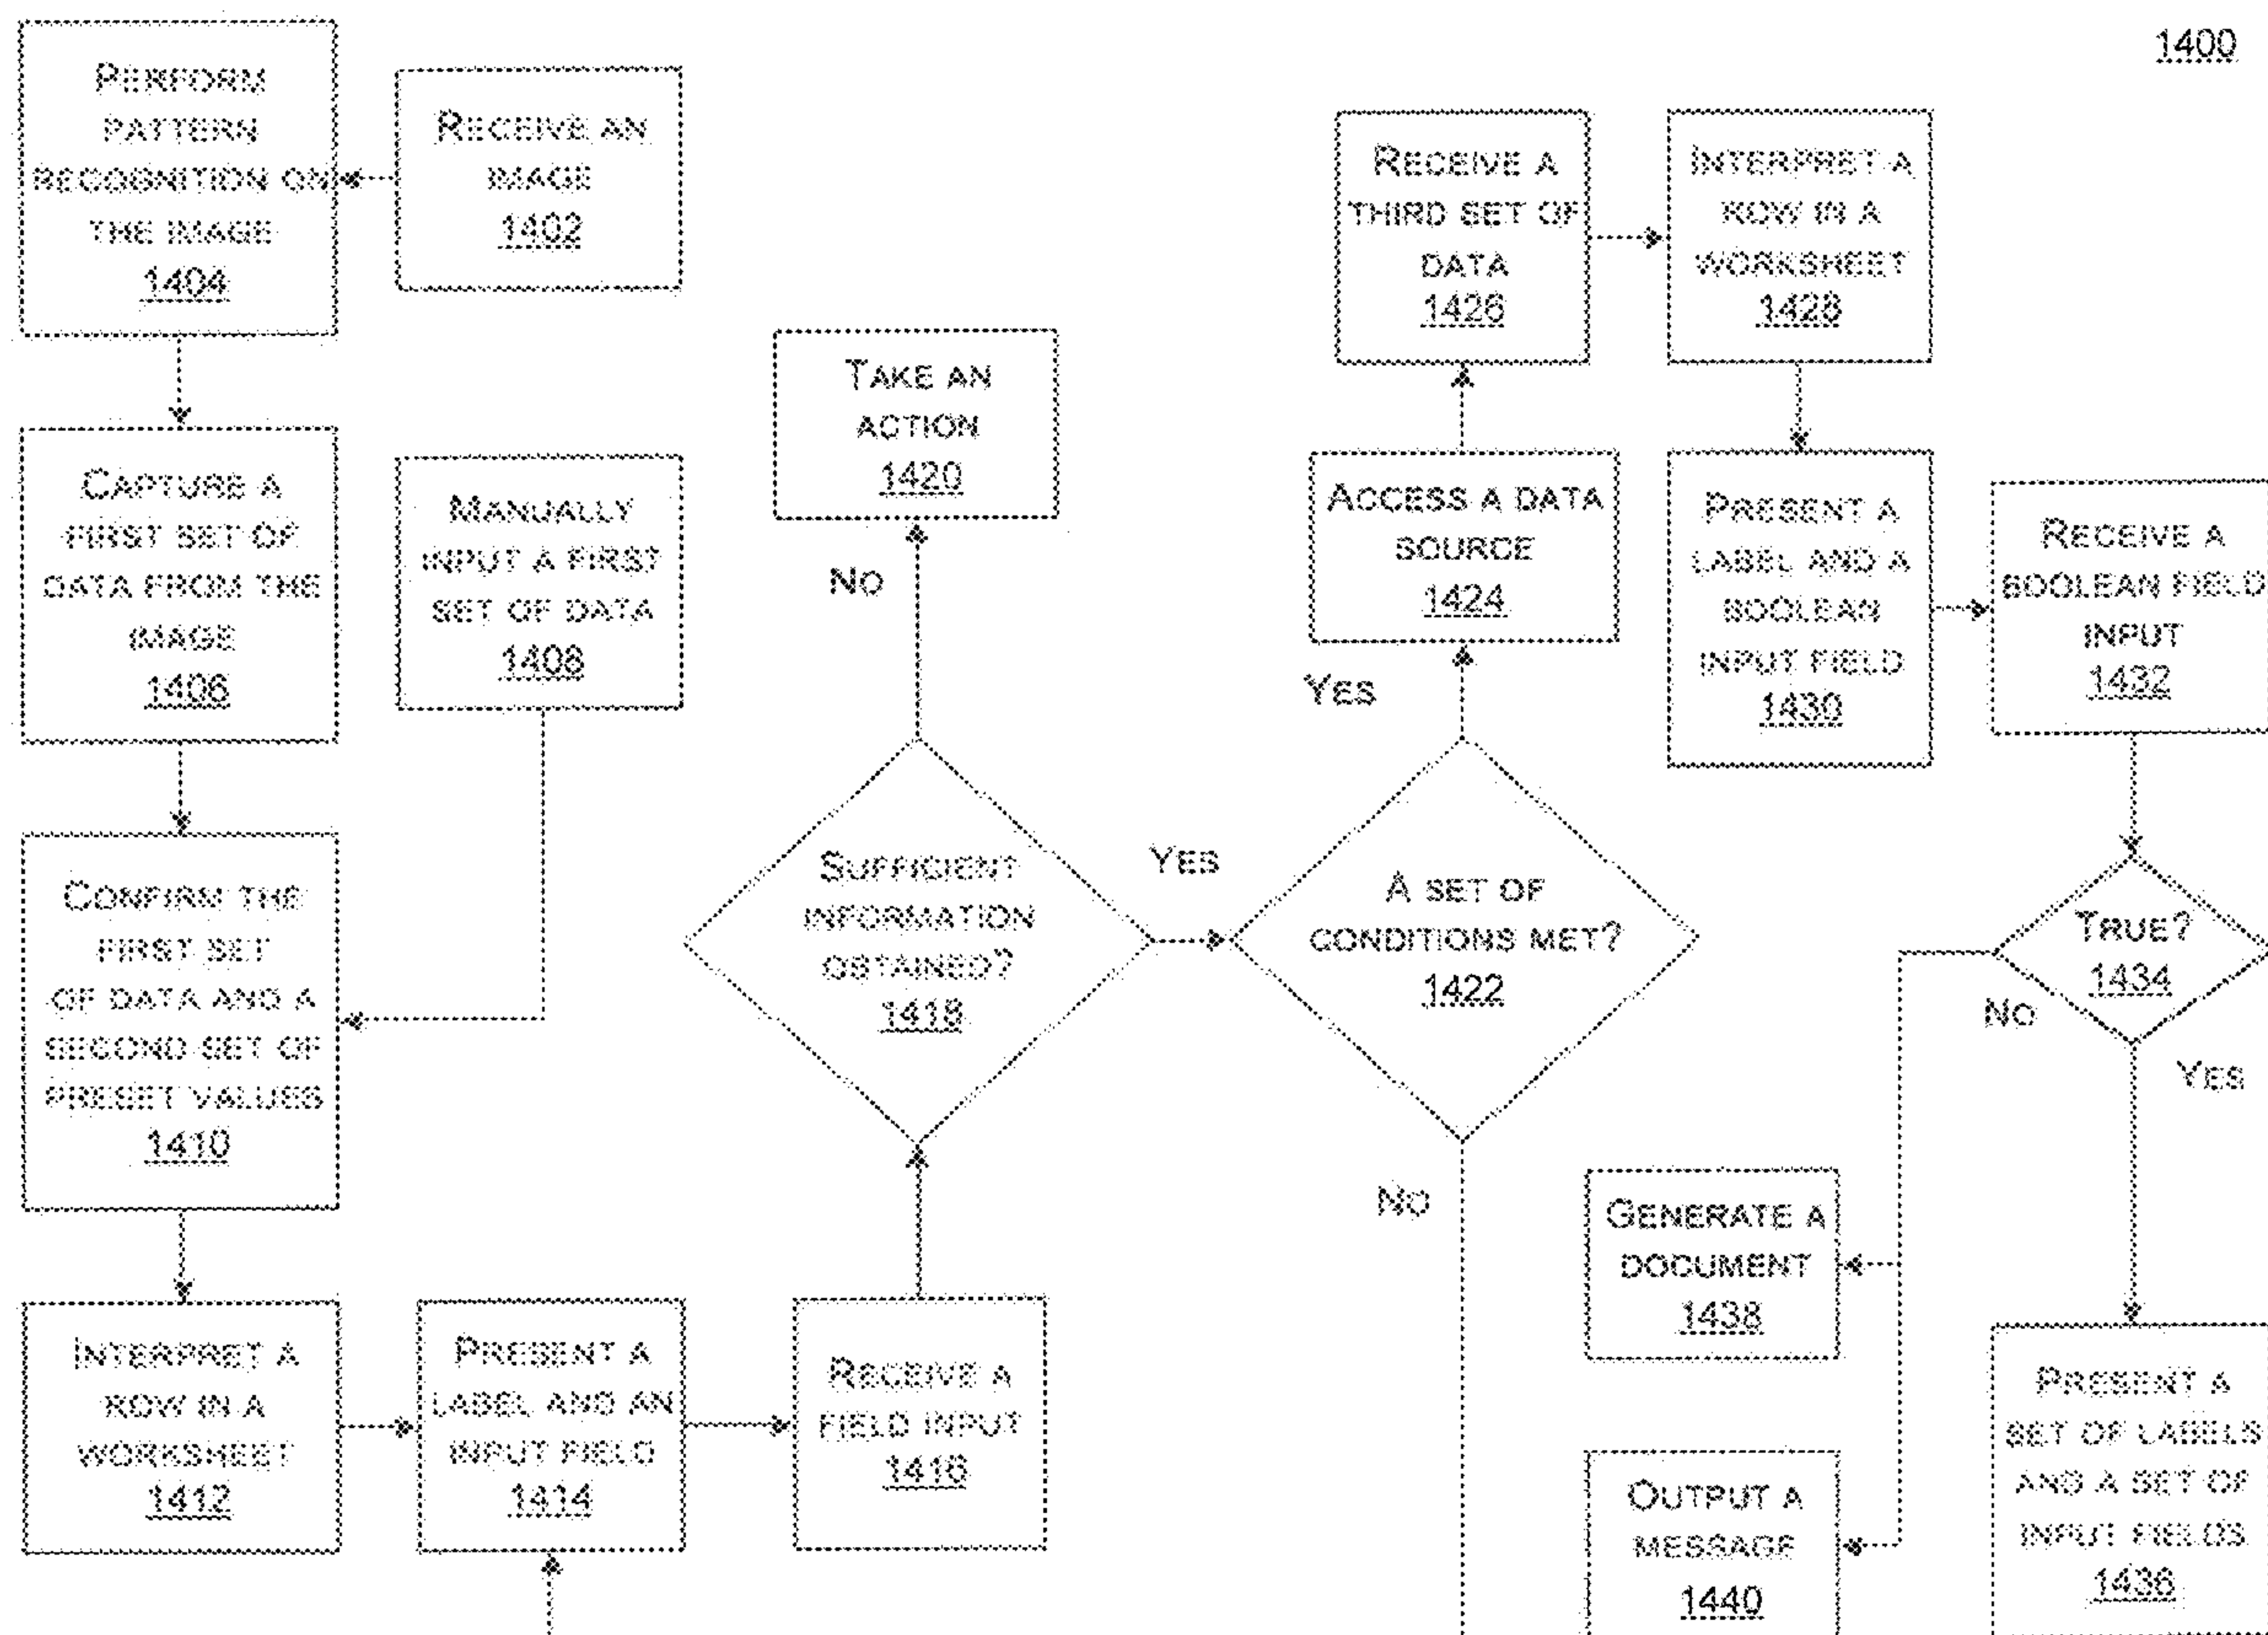 1400
PERFORM
PATTERN
RECOGNITION ON
THE IMAGE
1404
RECEIVE AN
IMAGE
1402
CAPTURE A
FIRST SET OF
DATA FROM THE
IMAGE
1406
MANUALLY
INPUT A FIRST
SET OF DATA
1408
CONFIRM THE
FIRST SET
OF DATA AND A
SECOND SET OF
PRESET VALUES
1410
INTERPRET A
ROW IN A
WORKSHEET
1412
PRESENT A
LABEL AND AN
INPUT FIELD
1414
RECEIVE A
FIELD INPUT
1416
SUFFICIENT
INFORMATION
OBTAINED?
1418
NO
TAKE AN
ACTION
1420
YES
A SET OF
CONDITIONS MET?
1422
YES
NO
ACCESS A DATA
SOURCE
1424
RECEIVE A
THIRD SET OF
DATA
1426
INTERPRET A
ROW IN A
WORKSHEET
1428
PRESENT A
LABEL AND A
BOOLEAN
INPUT FIELD
1430
RECEIVE A
BOOLEAN FIELD
INPUT
1432
TRUE?
1434
NO
YES
GENERATE A
DOCUMENT
1438
OUTPUT A
MESSAGE
1440
PRESENT A
SET OF LABELS
AND A SET OF
INPUT FIELDS
1436